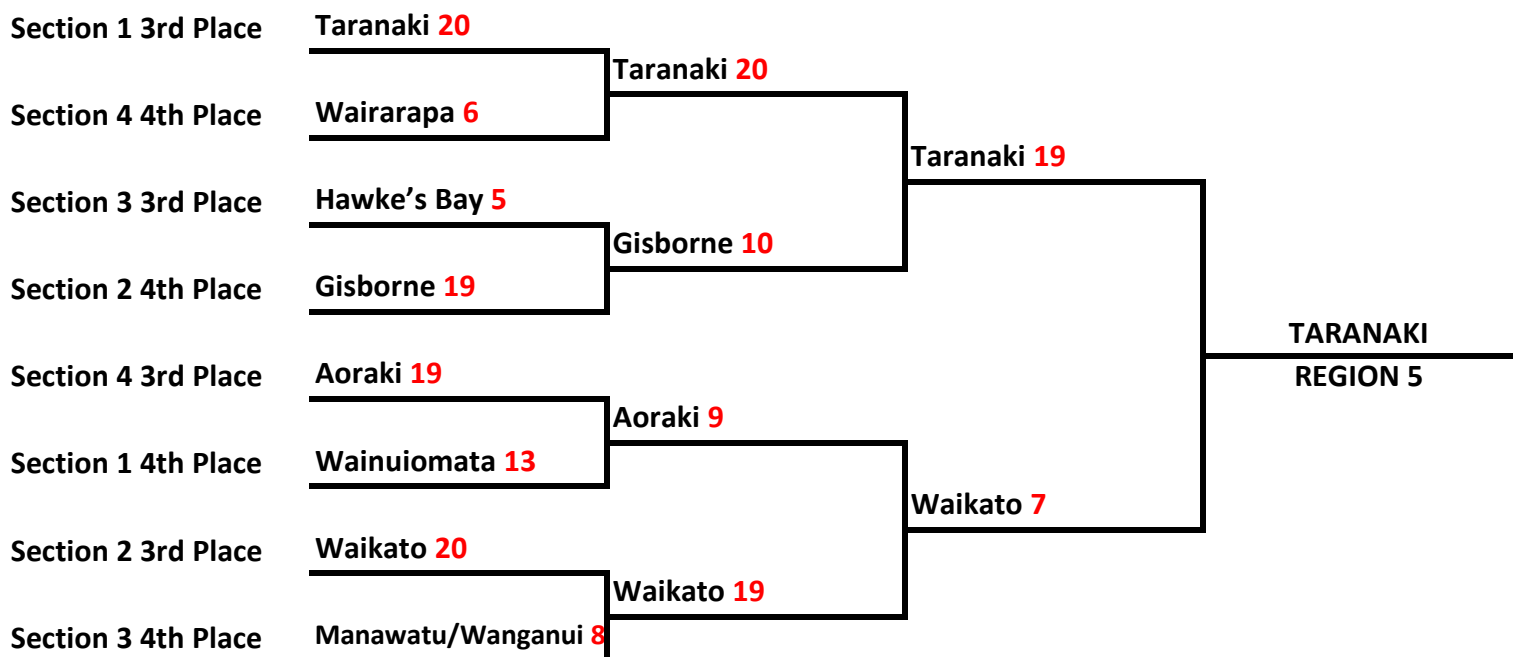 Section 1 3rd Place
Taranaki 20
Taranaki 20
Section 4 4th Place
Wairarapa 6
Taranaki 19
Section 3 3rd Place
Hawke’s Bay 5
Gisborne 10
Section 2 4th Place
Gisborne 19
TARANAKI
REGION 5
Section 4 3rd Place
Aoraki 19
Aoraki 9
Section 1 4th Place
Wainuiomata 13
Waikato 7
Section 2 3rd Place
Waikato 20
Waikato 19
Section 3 4th Place
Manawatu/Wanganui 8